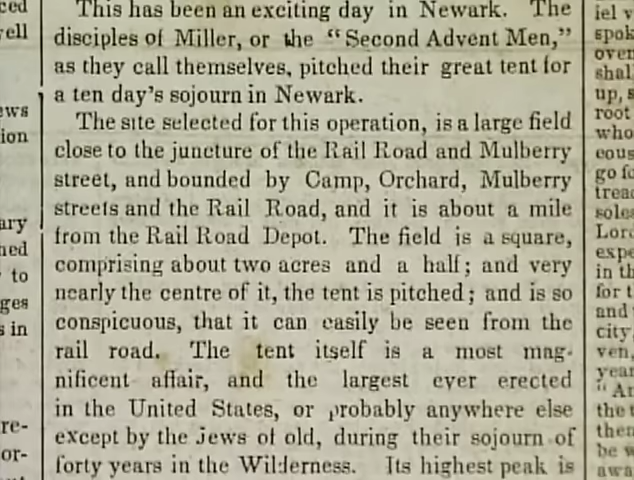 This has been an exciting day in Newark. The
disciples of Miller, or the "Second Advent Men,"
as they call themselves, pitched their great tent for
a ten day's sojourn in Newark.
The site selected for this operation, is a large field
close to the juncture of the Rail Road and Mulberry
street, and bounded by Camp, Orchard, Mulberry
streets and the Rail Road, and it is about a mile
from the Rail Road Depot. The field is a square,
comprising about two acres and a half; and very
nearly the centre of it, the tent is pitched; and is so
conspicuous, that it can easily be seen from the
rail road. The tent itself is a most mag-
nificent affair, and the largest ever erected
in the United States, or probably anywhere else
except by the Jews of old, during their sojourn of
forty years in the Wilderness. Its highest peak is